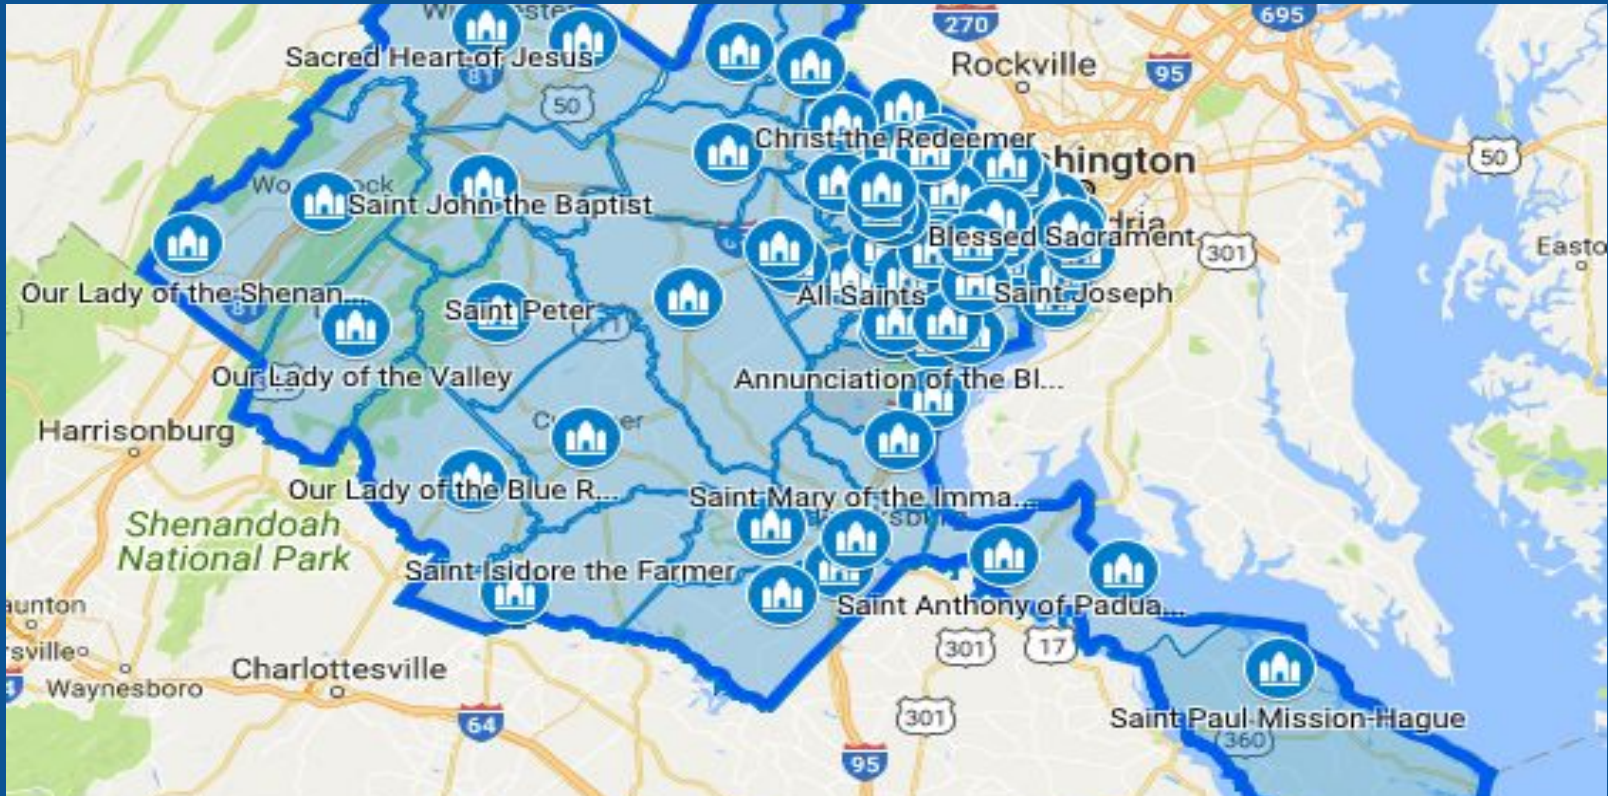 270
695
Sacred Heart of Jesus
81
Rockville
95
50
Christ the Redeemer
50
Saint John the Baptist
Blessed Sacrament
301
Our Lady of the Shenan...
81
Saint Peter
All Saints
Saint Joseph
Our Lady of the Valley
Annunciation of the Bl...
Harrisonburg
Our Lady of the Blue R...
Saint Mary of the Imma...
Shenandoah
National Park
Saint Isidore the Farmer
Saint Anthony of Padua...
301
17
Charlottesville
Waynesboro
64
301
Saint Paul Mission-Hague
360
95